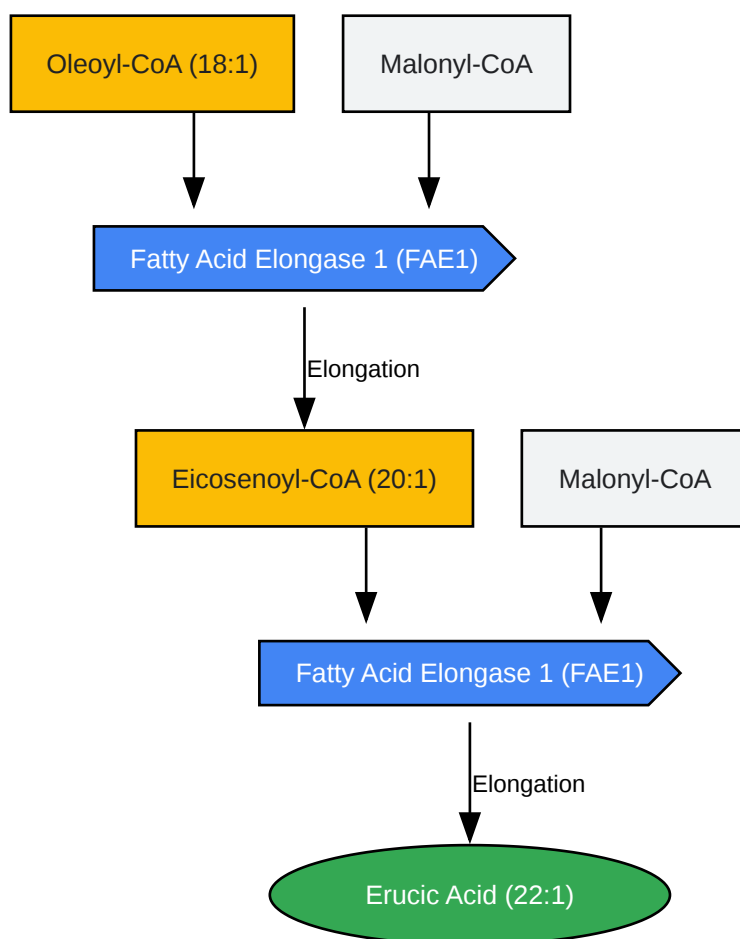 Oleoyl-CoA (18:1)
Malonyl-CoA
Fatty Acid Elongase 1 (FAE1)
Elongation
Eicosenoyl-CoA (20:1)
Malonyl-CoA
Fatty Acid Elongase 1 (FAE1)
Elongation
Erucic Acid (22:1)